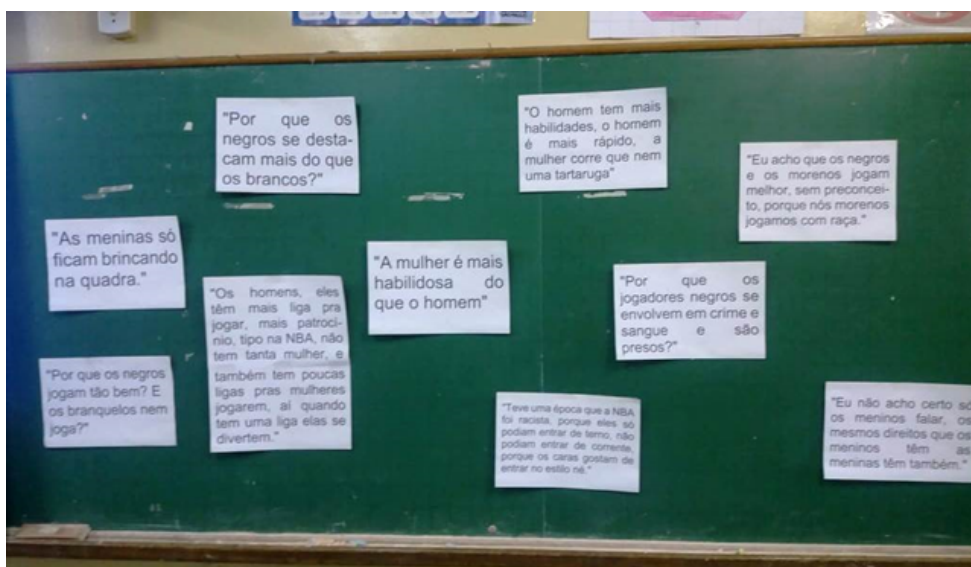 "Por que os
negros se desta-
cam mais do que
os brancos?"
"O homem tem mais
habilidades, o homem
é mais rápido, a
mulher corre que nem
uma tartaruga"
"Eu acho que os negros
e os morenos jogam
melhor, sem preconcei-
to, porque nós morenos
jogamos com raça."
"As meninas só
ficam brincando
na quadra."
"Os homens, eles
têm mais liga pra
jogar, mais patrocí-
nio, tipo na NBA, não
tem tanta mulher, e
também tem poucas
ligas pras mulheres
jogarem, aí quando
tem uma liga elas se
divertem."
"A mulher é mais
habilidosa do
que o homem"
"Por que os
jogadores negros se
envolvem em crime e
sangue e são
presos?"
"Por que os negros
jogam tão bem? E
os branquelos nem
joga?"
"Teve uma época que a NBA
foi racista, porque eles só
podiam entrar de terno, não
podiam entrar de corrente,
porque os caras gostam de
entrar no estilo né."
"Eu não acho certo só
os meninos falar, os
mesmos direitos que os
meninos têm as
meninas têm também."